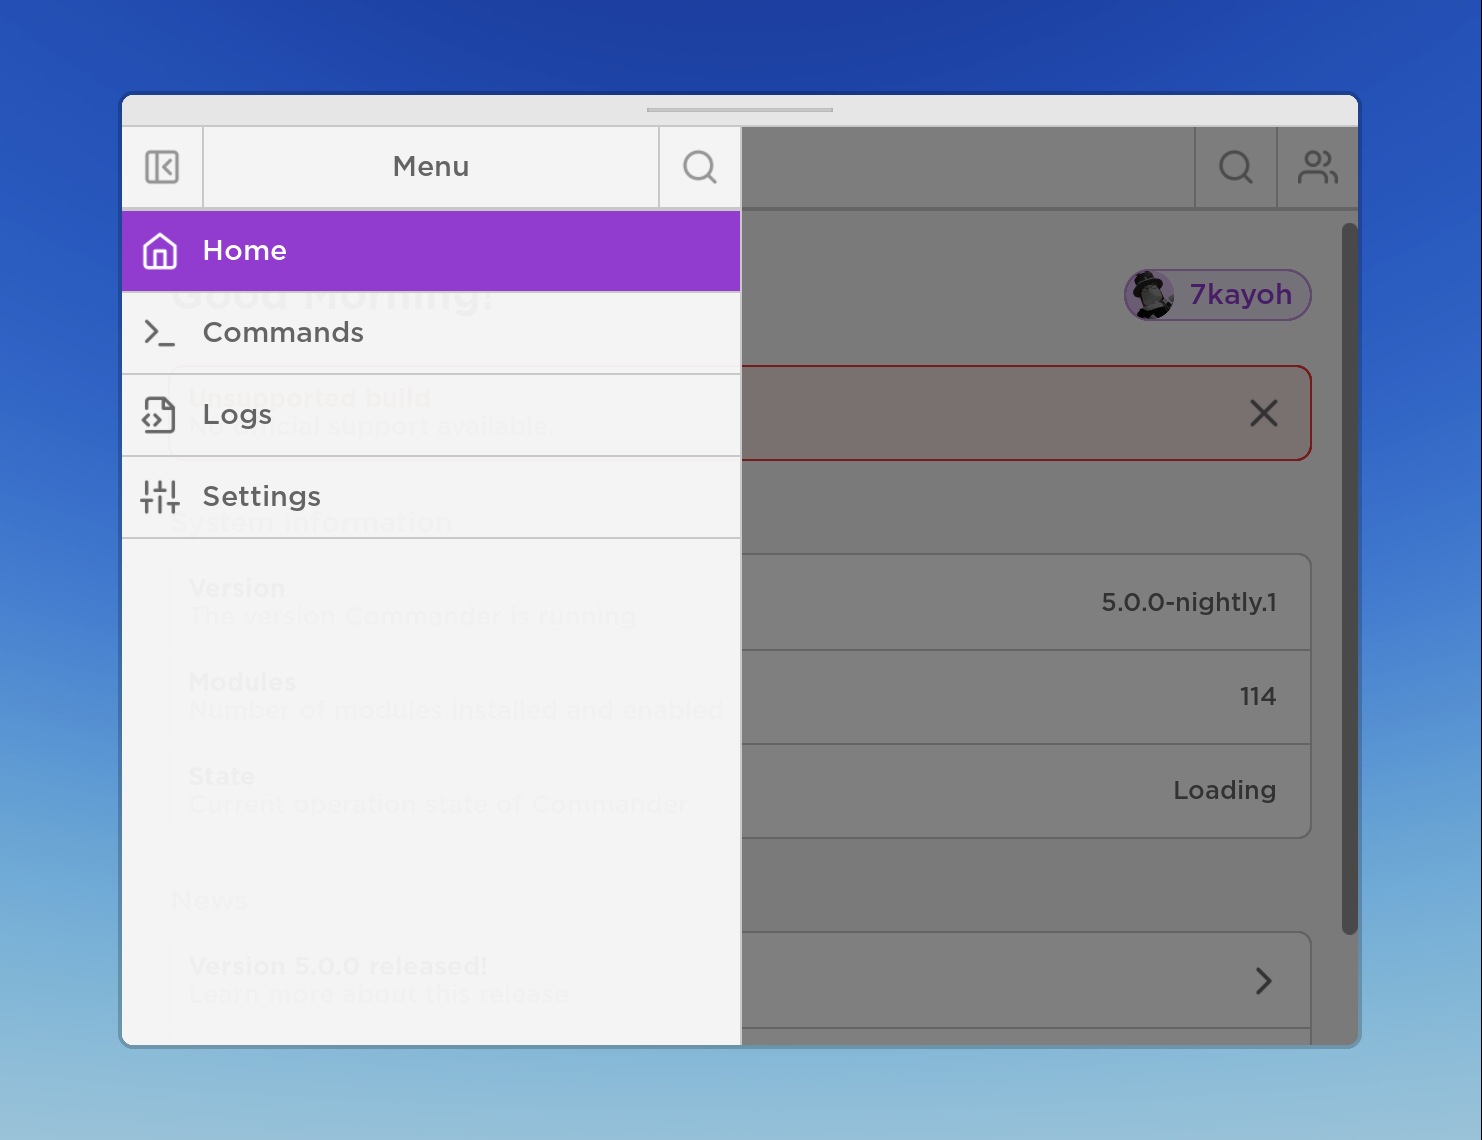 Menu
Home
Good Morning!
7kayoh
Commands
Unsupported build
No official support available.
Logs
Settings
System Information
Version
The version Commander is running
5.0.0-nightly.1
Modules
Number of modules installed and enabled
114
State
Current operation state of Commander
Loading
News
Version 5.0.0 released!
Learn more about this release